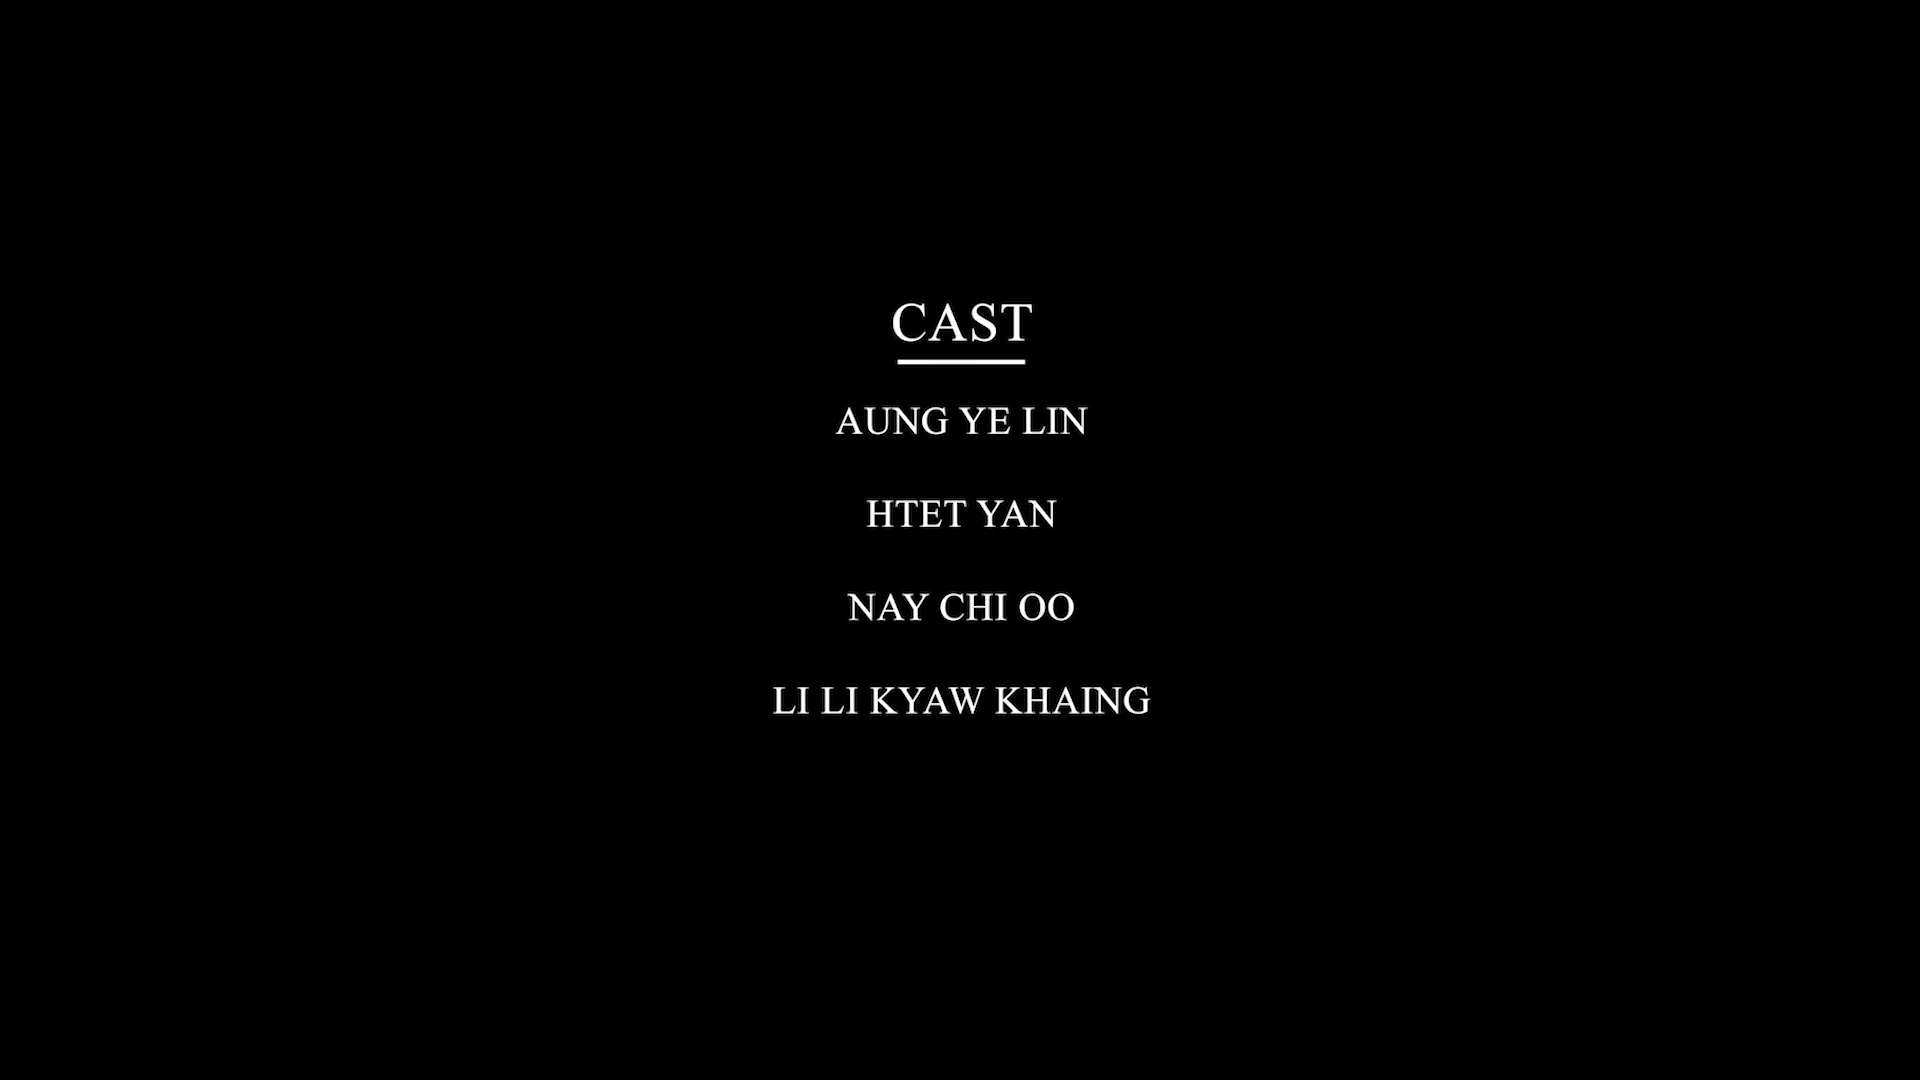 CAST
AUNG YE LIN
HTET YAN
NAY CHI OO
LI LI KYAW KHAING